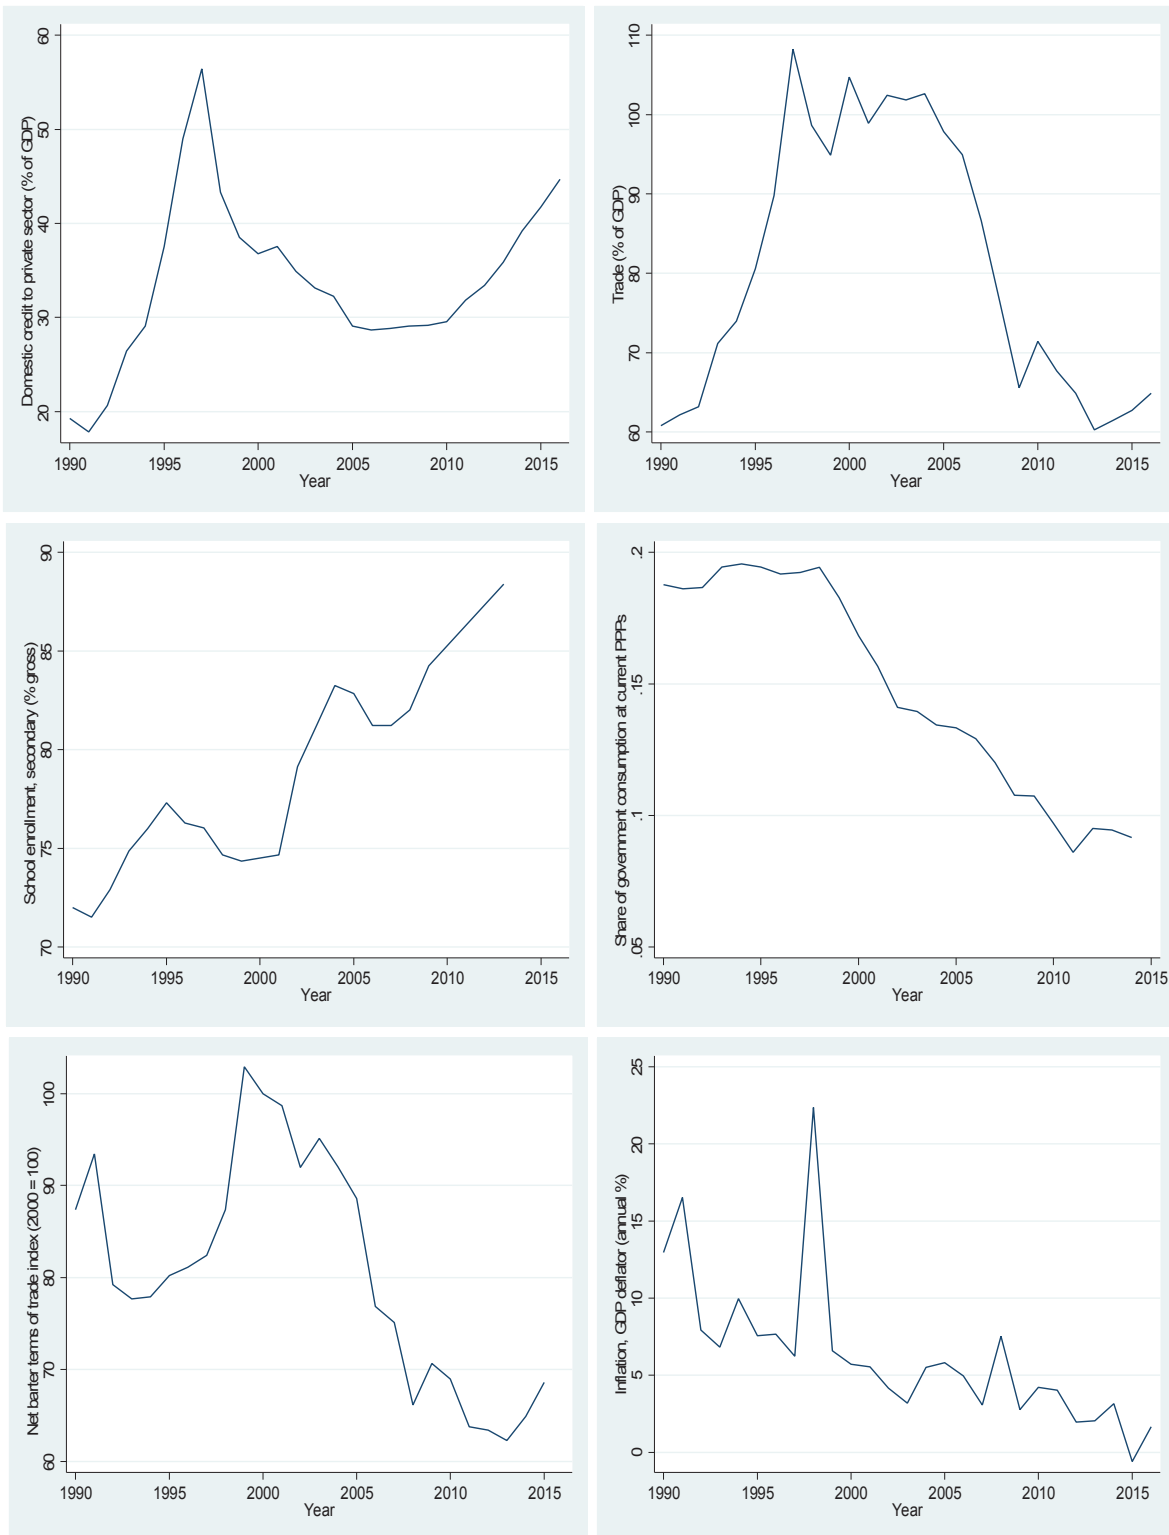 Domestic credit to private sector (% of GDP)
60
50
40
30
20
1990 1995 2000 2005 2010 2015
Year
Trade (% of GDP)
110
100
90
80
70
60
1990 1995 2000 2005 2010 2015
Year
School enrollment, secondary (% gross)
90
85
80
75
70
1990 1995 2000 2005 2010 2015
Year
Share of government consumption at current PPPs
.2
.15
.1
.05
1990 1995 2000 2005 2010 2015
Year
Net barter terms of trade index (2000 = 100)
100
90
80
70
60
1990 1995 2000 2005 2010 2015
Year
Inflation, GDP deflator (annual %)
25
20
15
10
5
0
1990 1995 2000 2005 2010 2015
Year